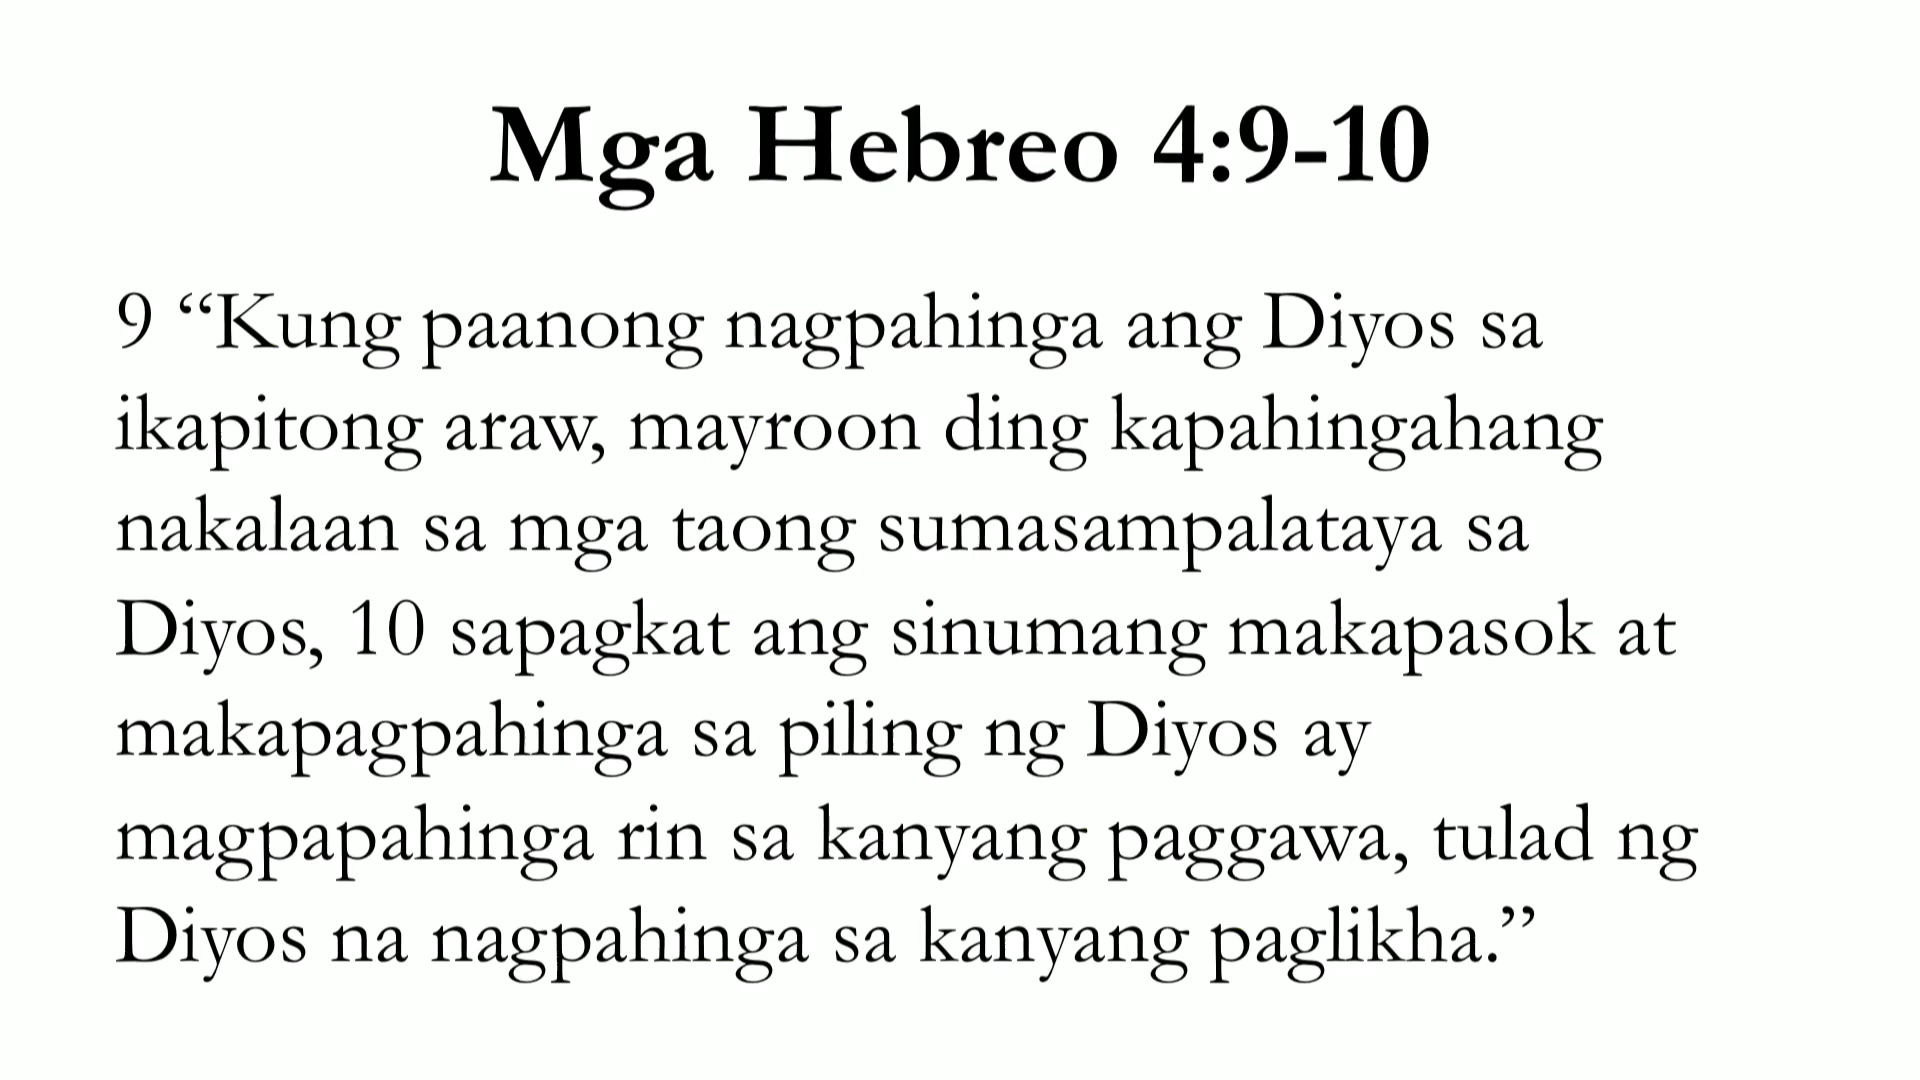 Mga Hebreo 4:9-10
9 “Kung paanong nagpahinga ang Diyos sa
ikapitong araw, mayroon ding kapahingahang
nakalaan sa mga taong sumasampalataya sa
Diyos, 10 sapagkat ang sinumang makapasok at
makapagpahinga sa piling ng Diyos ay
magpapahinga rin sa kanyang paggawa, tulad ng
Diyos na nagpahinga sa kanyang paglikha.”